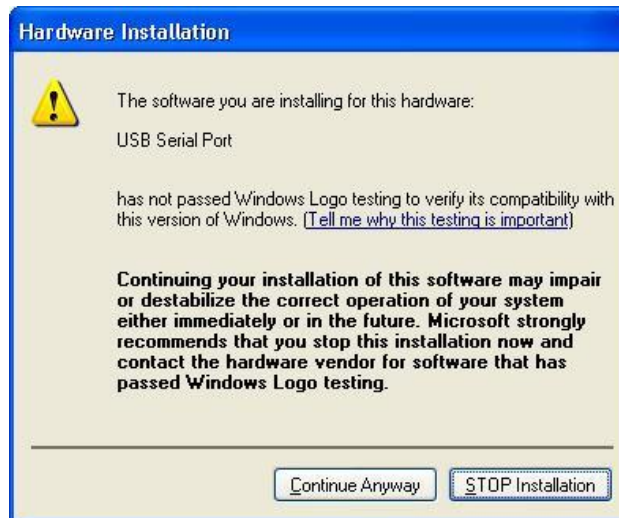 Hardware Installation
The software you are installing for this hardware:
USB Serial Port
has not passed Windows Logo testing to verify its compatibility with
this version of Windows. (Tell me why this testing is important)
Continuing your installation of this software may impair
or destabilize the correct operation of your system
either immediately or in the future. Microsoft strongly
recommends that you stop this installation now and
contact the hardware vendor for software that has
passed Windows Logo testing.
Continue Anyway
STOP Installation